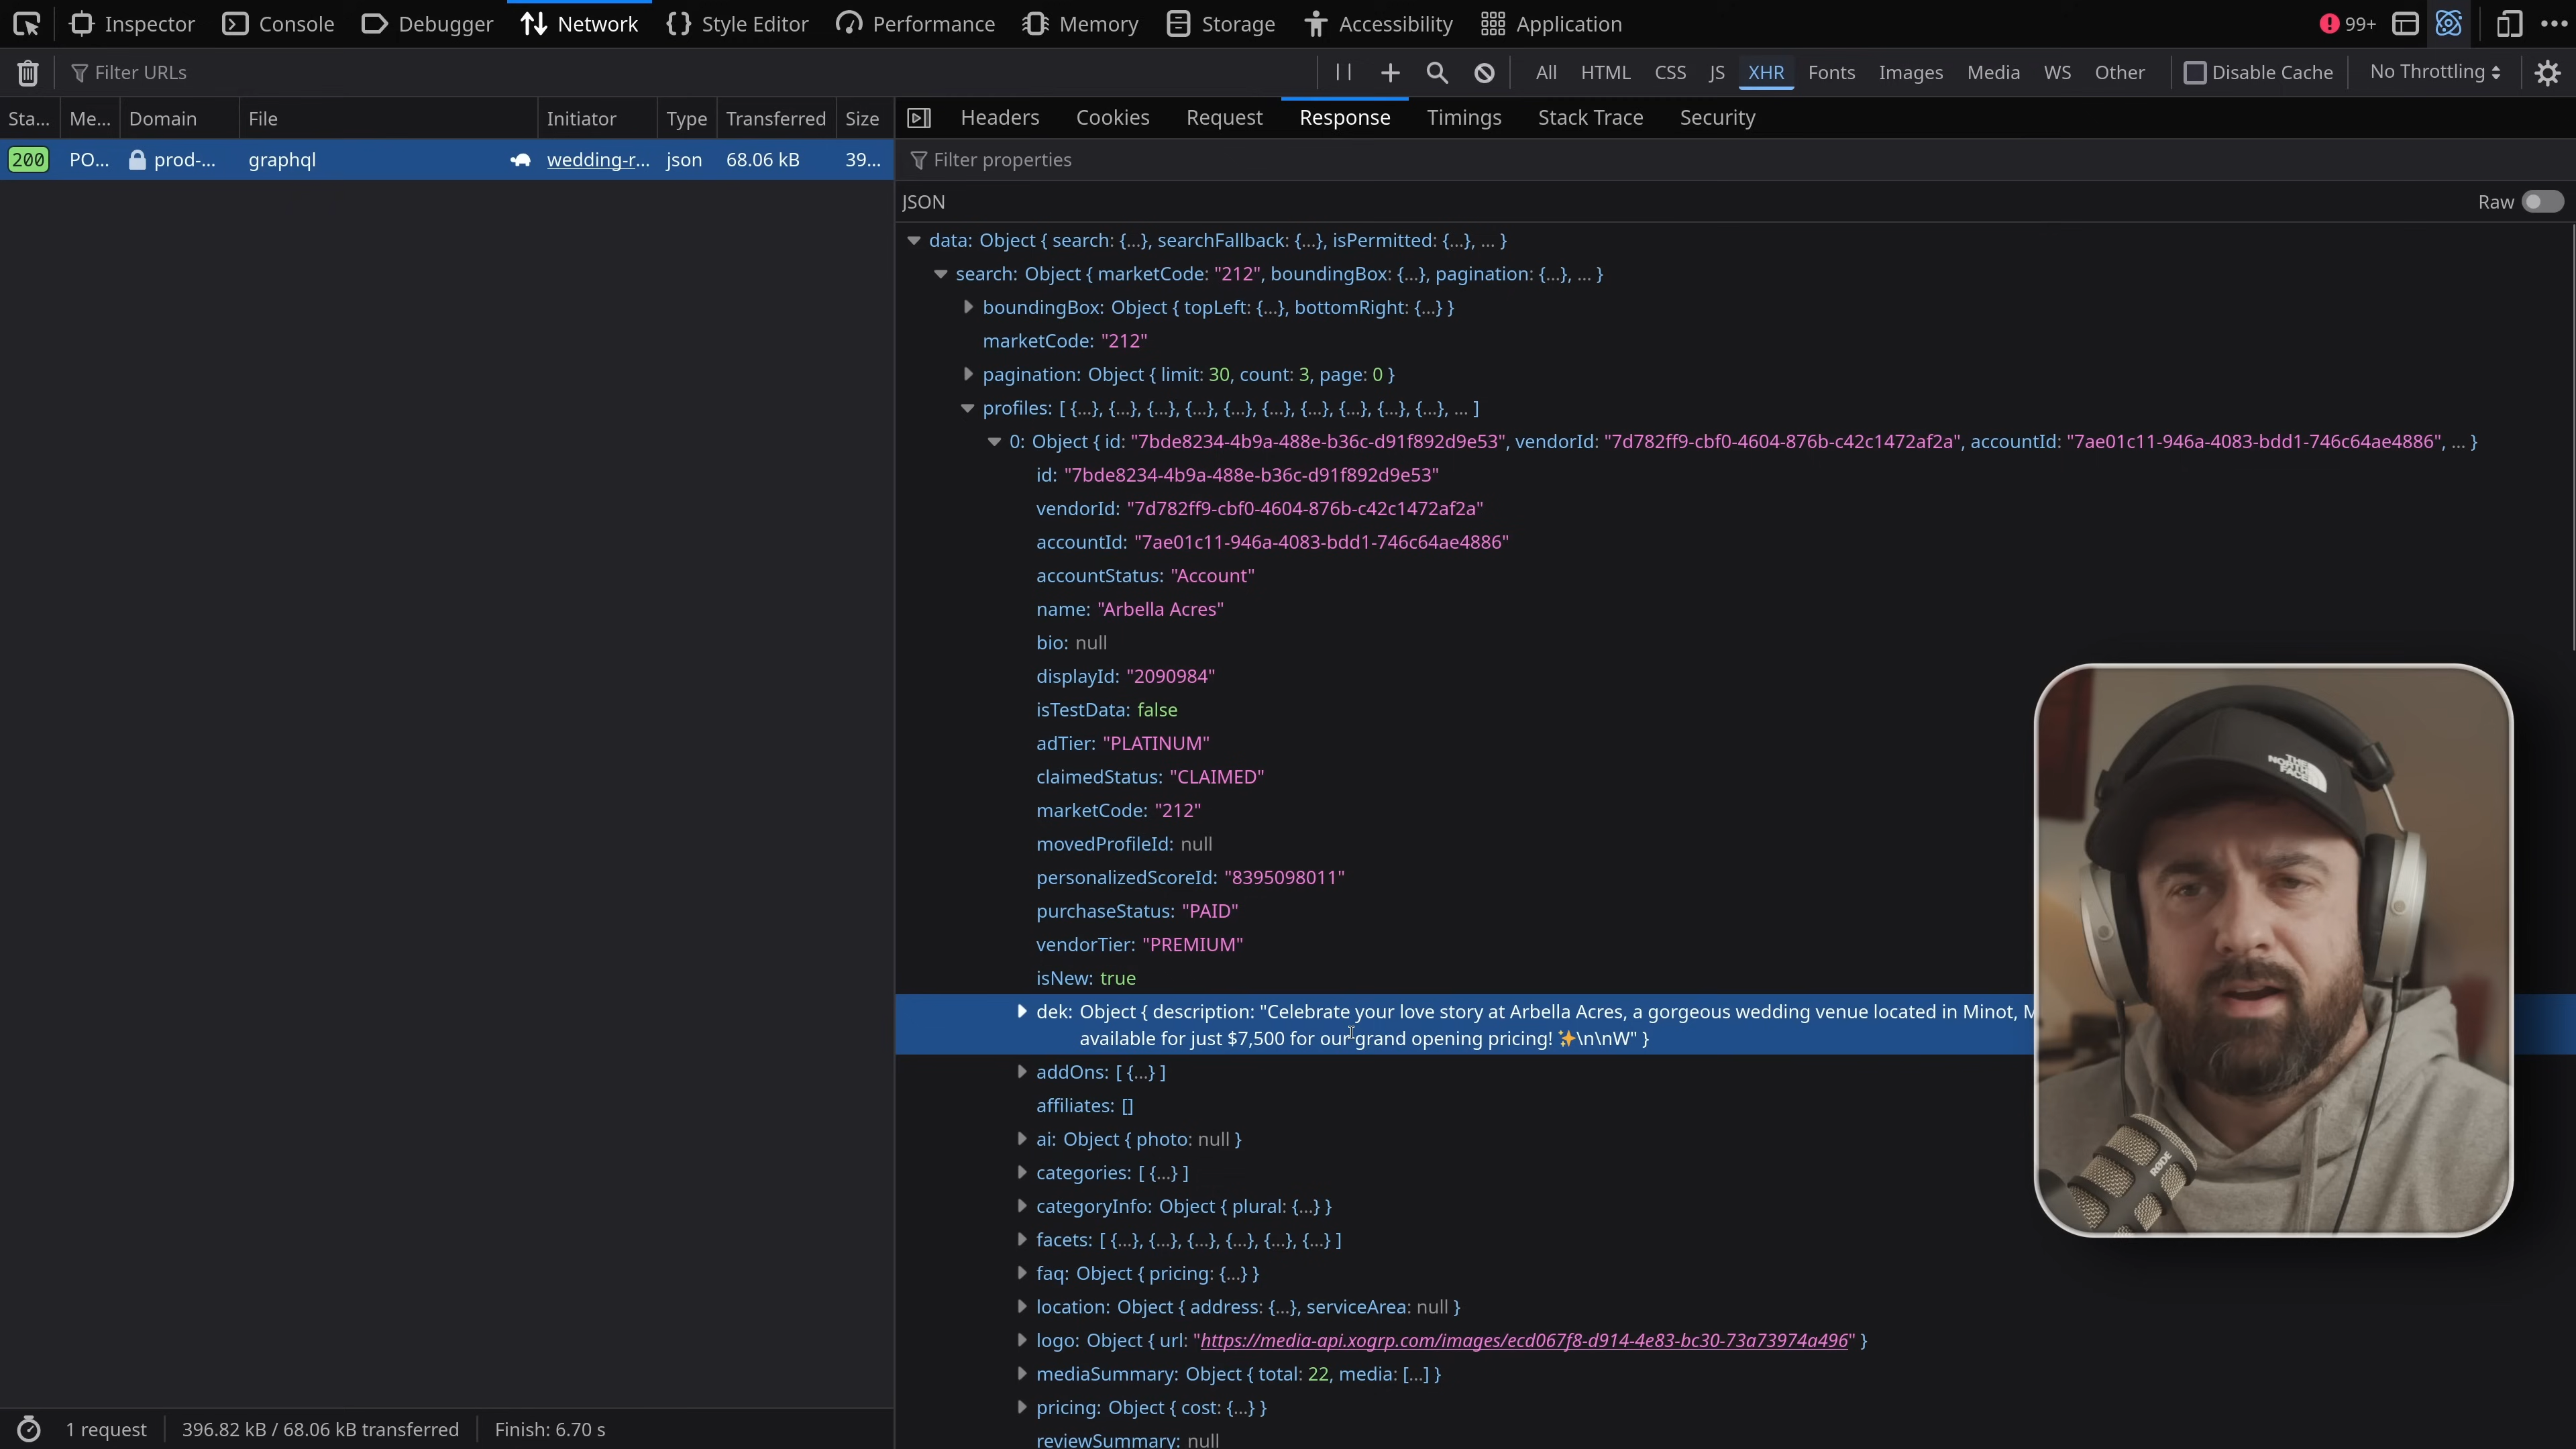 Inspector Console Debugger Network Style Editor Performance Memory Storage Accessibility Application 99+
Filter URLs All HTML CSS JS XHR Fonts Images Media WS Other Disable Cache No Throttling
Sta... Me... Domain File Initiator Type Transferred Size
Headers Cookies Request Response Timings Stack Trace Security
200 PO... prod-... graphql wedding-r... json 68.06 kB 39...
Filter properties
JSON Raw
data: Object { search: {...}, searchFallback: {...}, isPermitted: {...}, ... }
search: Object { marketCode: "212", boundingBox: {...}, pagination: {...}, ... }
boundingBox: Object { topLeft: {...}, bottomRight: {...} }
marketCode: "212"
pagination: Object { limit: 30, count: 3, page: 0 }
profiles: [ {...}, {...}, {...}, {...}, {...}, {...}, {...}, {...}, {...}, {...}, ... ]
0: Object { id: "7bde8234-4b9a-488e-b36c-d91f892d9e53", vendorId: "7d782ff9-cbf0-4604-876b-c42c1472af2a", accountId: "7ae01c11-946a-4083-bdd1-746c64ae4886", ... }
id: "7bde8234-4b9a-488e-b36c-d91f892d9e53"
vendorId: "7d782ff9-cbf0-4604-876b-c42c1472af2a"
accountId: "7ae01c11-946a-4083-bdd1-746c64ae4886"
accountStatus: "Account"
name: "Arbella Acres"
bio: null
displayId: "2090984"
isTestData: false
adTier: "PLATINUM"
claimedStatus: "CLAIMED"
marketCode: "212"
movedProfileId: null
personalizedScoreId: "8395098011"
purchaseStatus: "PAID"
vendorTier: "PREMIUM"
isNew: true
dek: Object { description: "Celebrate your love story at Arbella Acres, a gorgeous wedding venue located in Minot,
available for just $7,500 for our grand opening pricing! ✨\n\nW" }
addOns: [ {...} ]
affiliates: []
ai: Object { photo: null }
categories: [ {...} ]
categoryInfo: Object { plural: {...} }
facets: [ {...}, {...}, {...}, {...}, {...}, {...} ]
faq: Object { pricing: {...} }
location: Object { address: {...}, serviceArea: null }
logo: Object { url: "https://media-api.xogrp.com/images/ecd067f8-d914-4e83-bc30-73a73974a496" }
mediaSummary: Object { total: 22, media: [...] }
pricing: Object { cost: {...} }
reviewSummary: null
1 request 396.82 kB / 68.06 kB transferred Finish: 6.70 s
THE
NORTH
FACE
RØDE